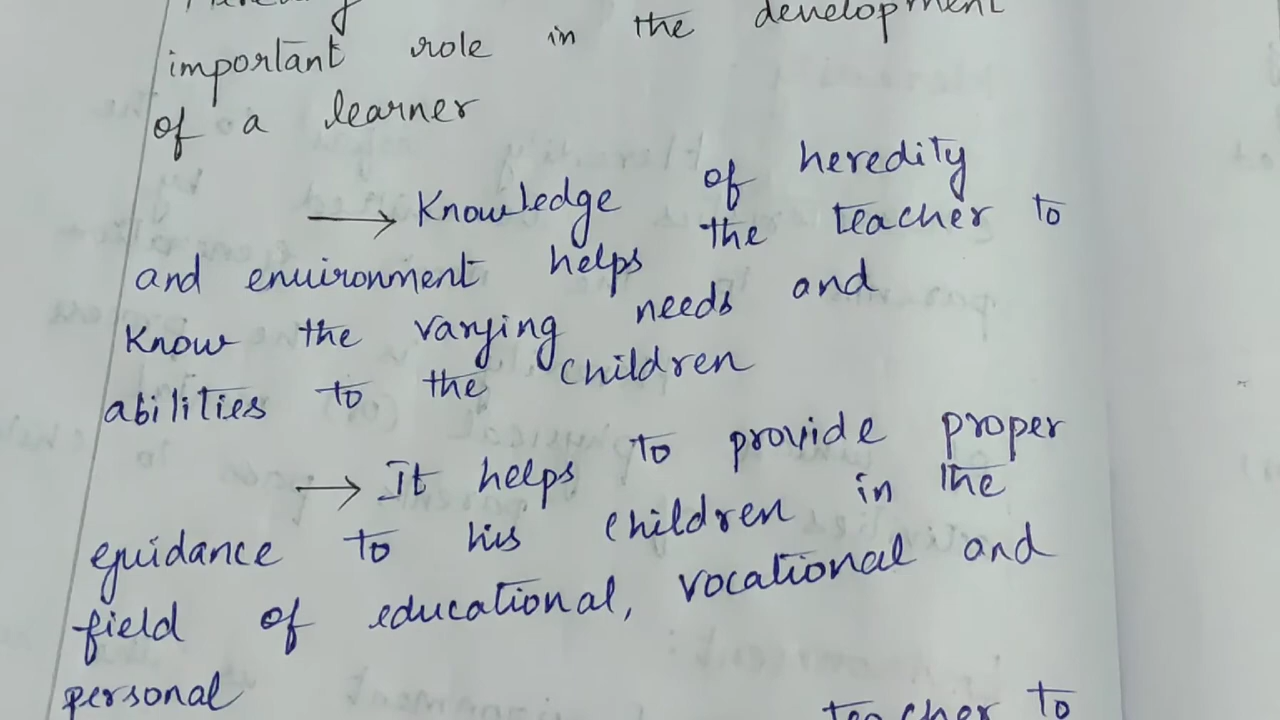 important role in the development
of a learner
→ Knowledge of heredity
and environment helps the teacher to
know the varying needs and
abilities to the children
→ It helps to provide proper
guidance to his children in the
field of educational, vocational and
personal
teacher to